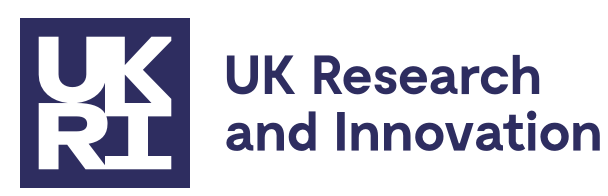 UK
RI
UK Research
and Innovation